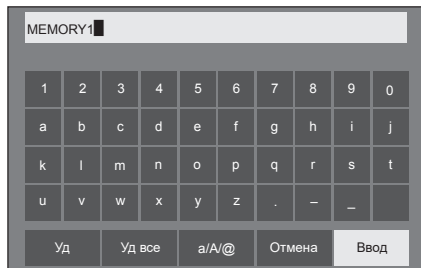 MEMORY1
1 2 3 4 5 6 7 8 9 0
a b c d e f g h i j
k l m n o p q r s t
u v w x y z . – _
Уд Уд все a/A/@ Отмена Ввод